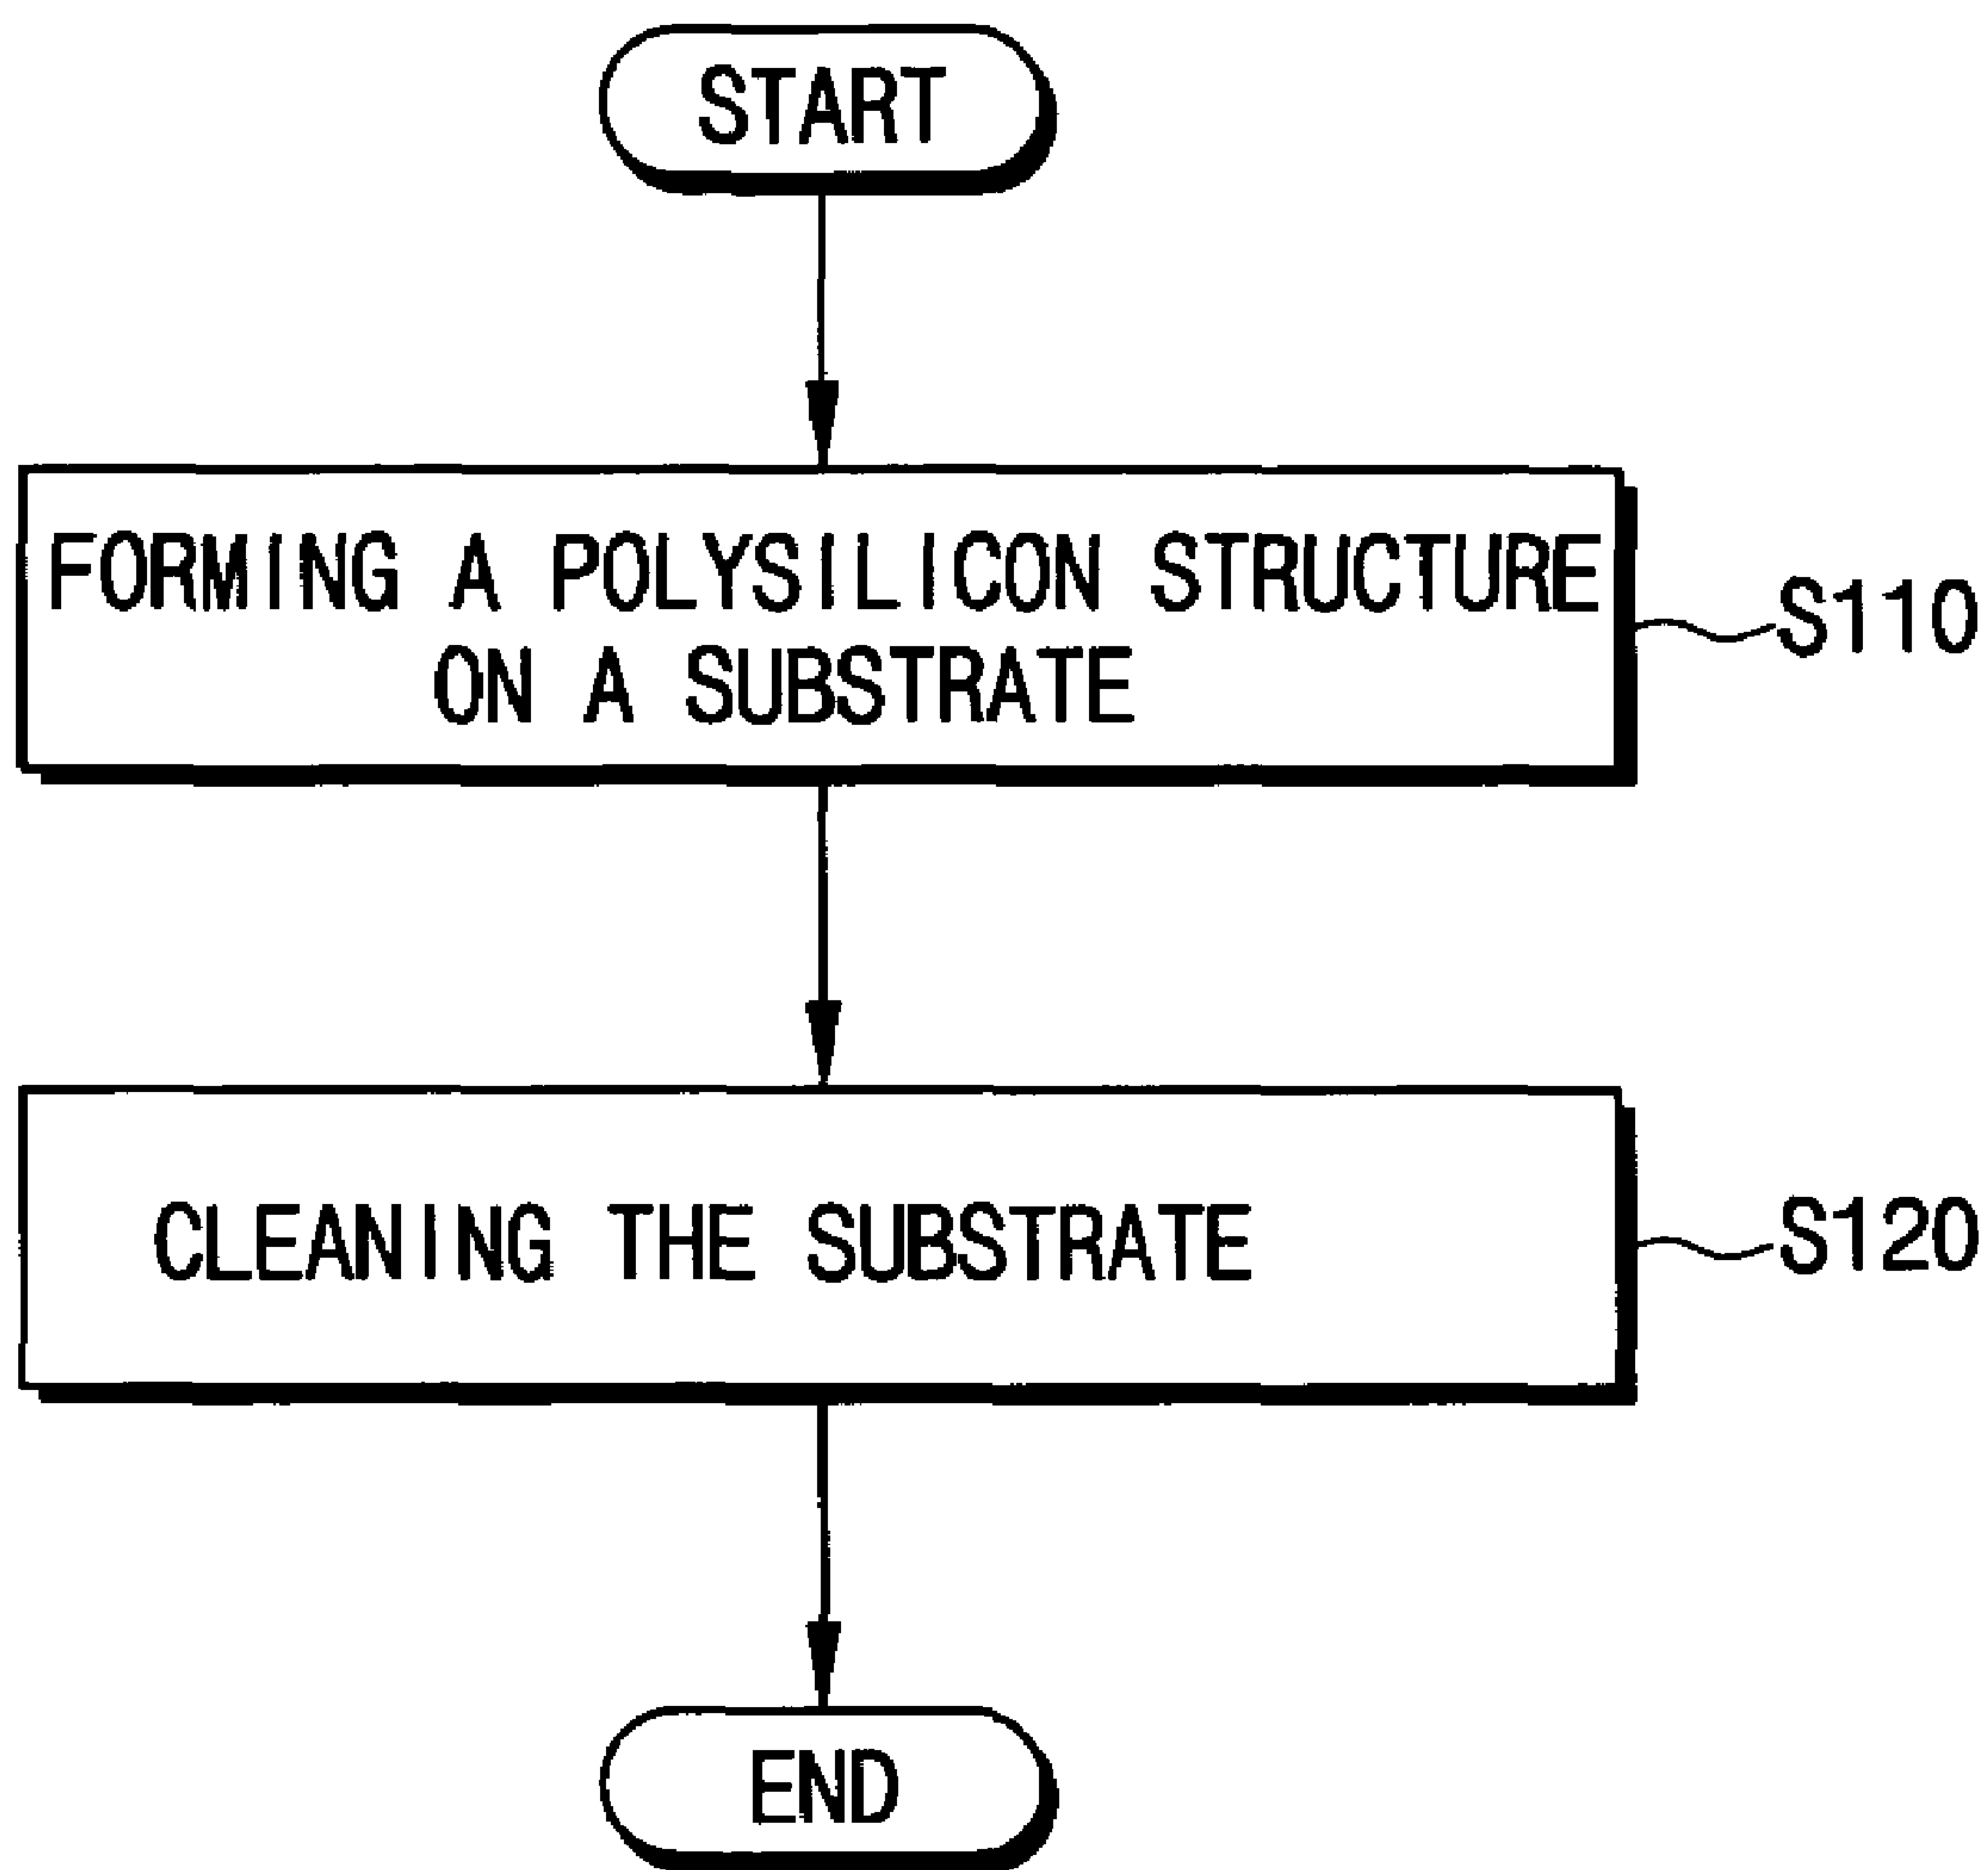 START
FORMING A POLYSILICON STRUCTURE
ON A SUBSTRATE
S110
CLEANING THE SUBSTRATE
S120
END